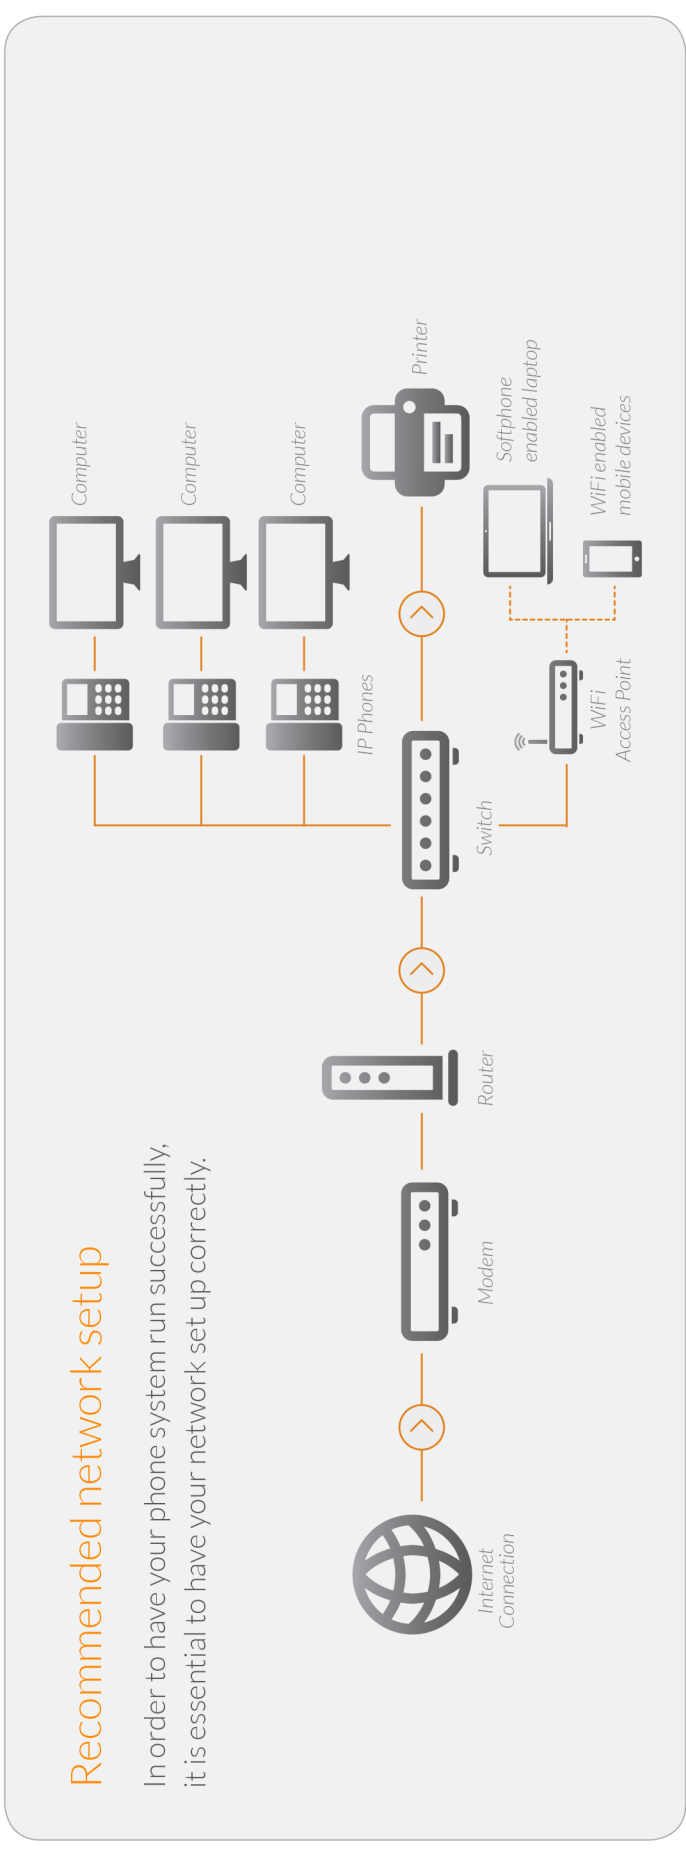 Recommended network setup
In order to have your phone system run successfully,
it is essential to have your network set up correctly.
Internet
Connection
Modem
Router
Switch
IP Phones
Computer
Computer
Computer
Printer
WiFi
Access Point
Softphone
enabled laptop
WiFi enabled
mobile devices